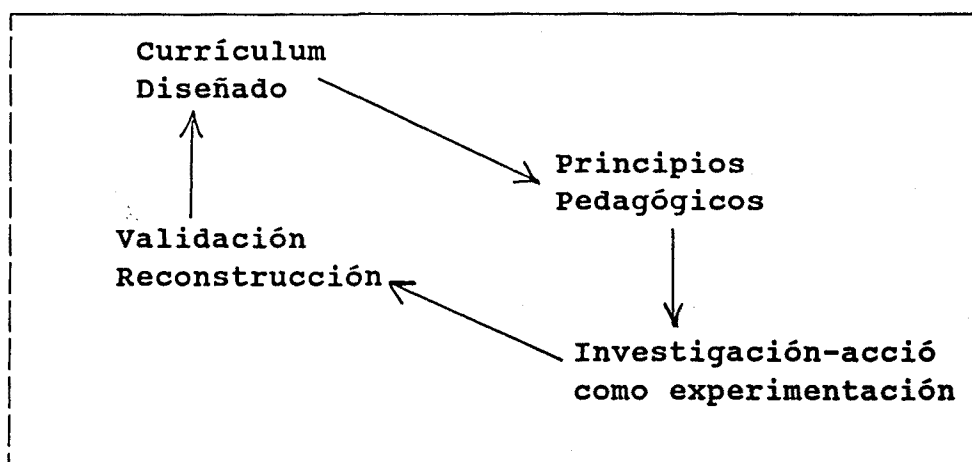 Currículum
Diseñado
Principios
Pedagógicos
Validación
Reconstrucción
Investigación-acció
como experimentación